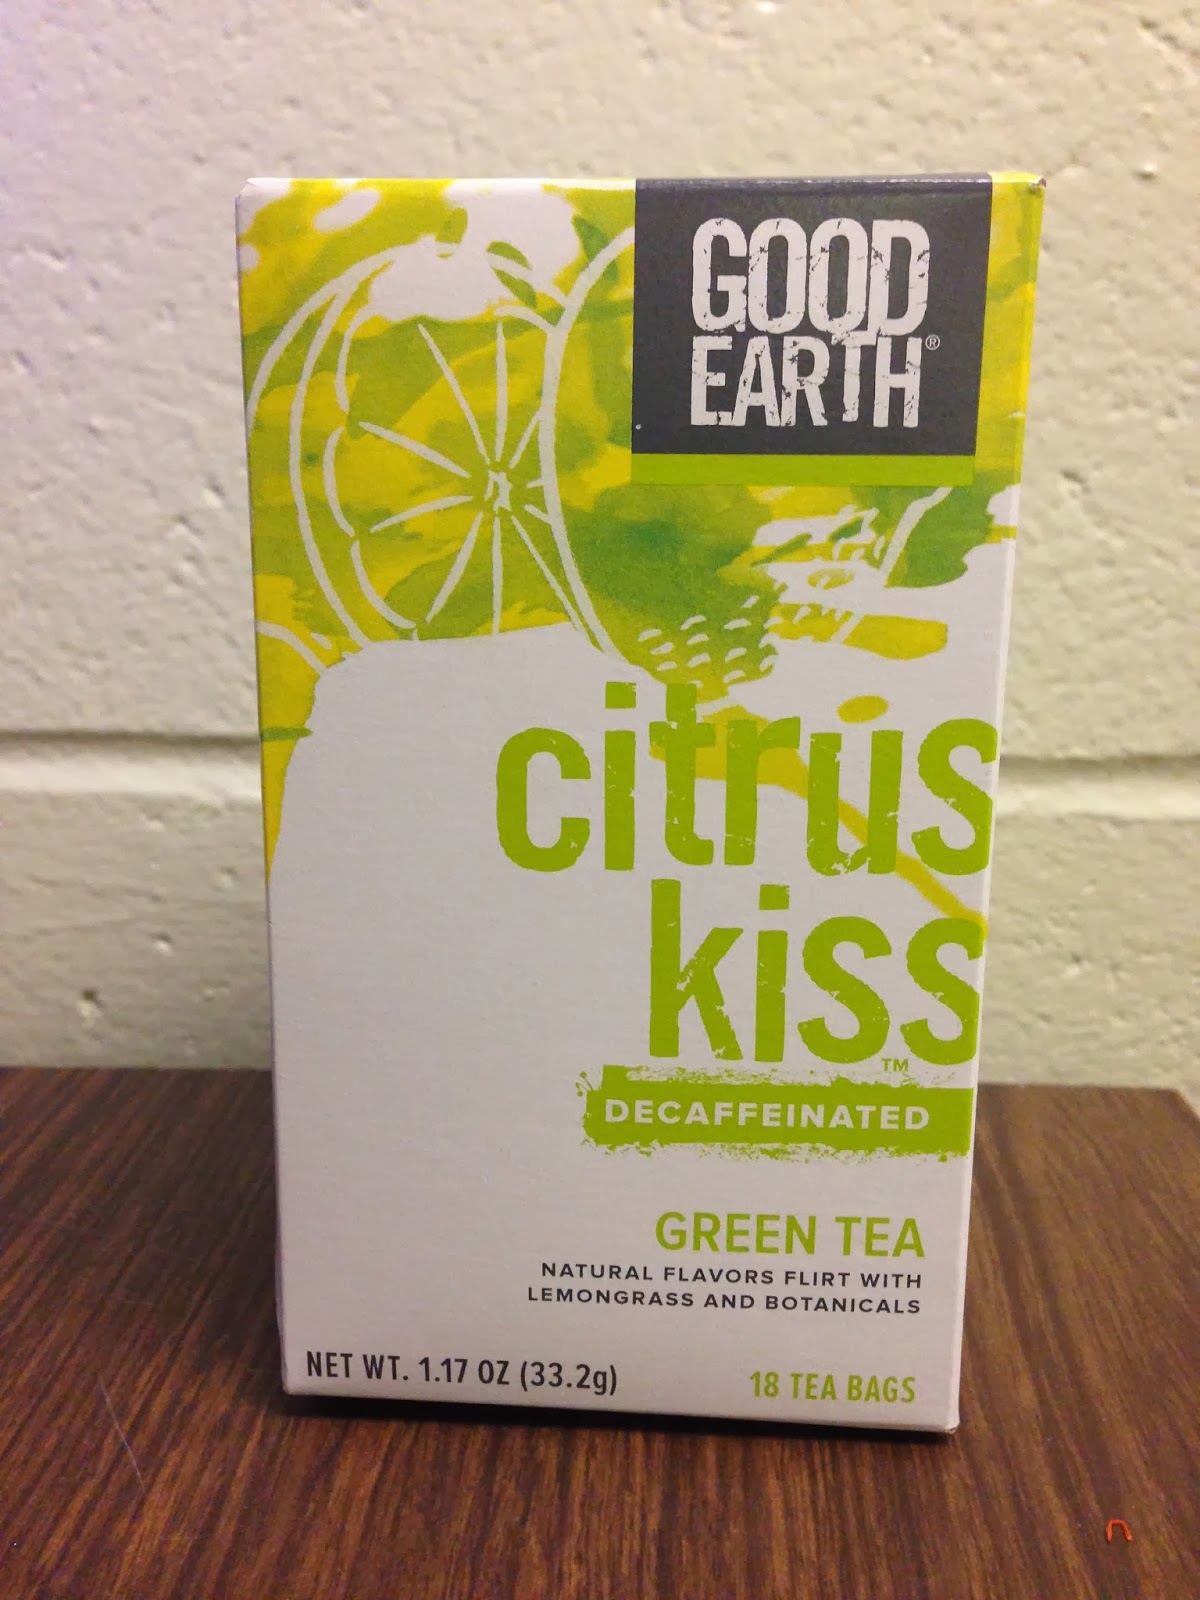 GOOD
EARTH®
citrus
kiss™
DECAFFEINATED
GREEN TEA
NATURAL FLAVORS FLIRT WITH
LEMONGRASS AND BOTANICALS
NET WT. 1.17 OZ (33.2g)
18 TEA BAGS